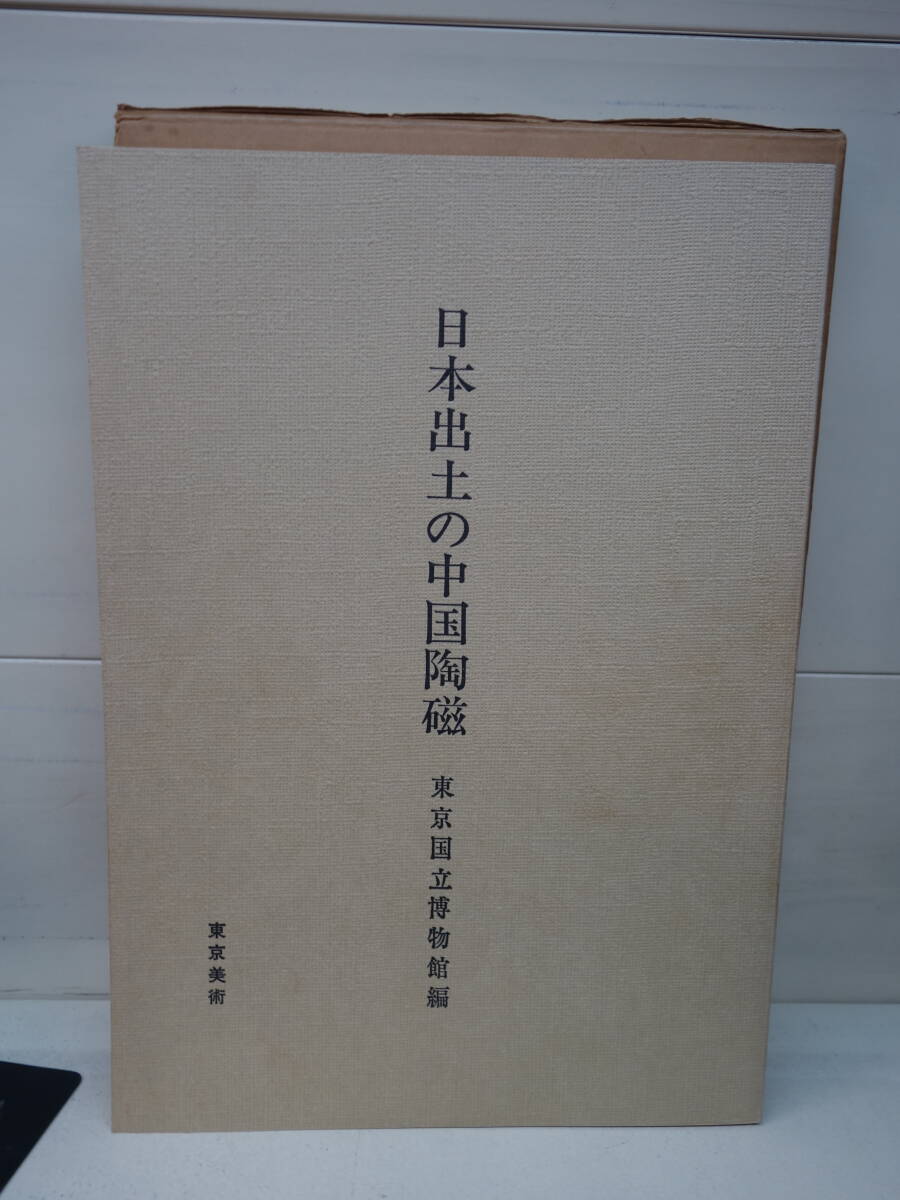 日本出土の中国陶磁
東京国立博物館編
東京美術